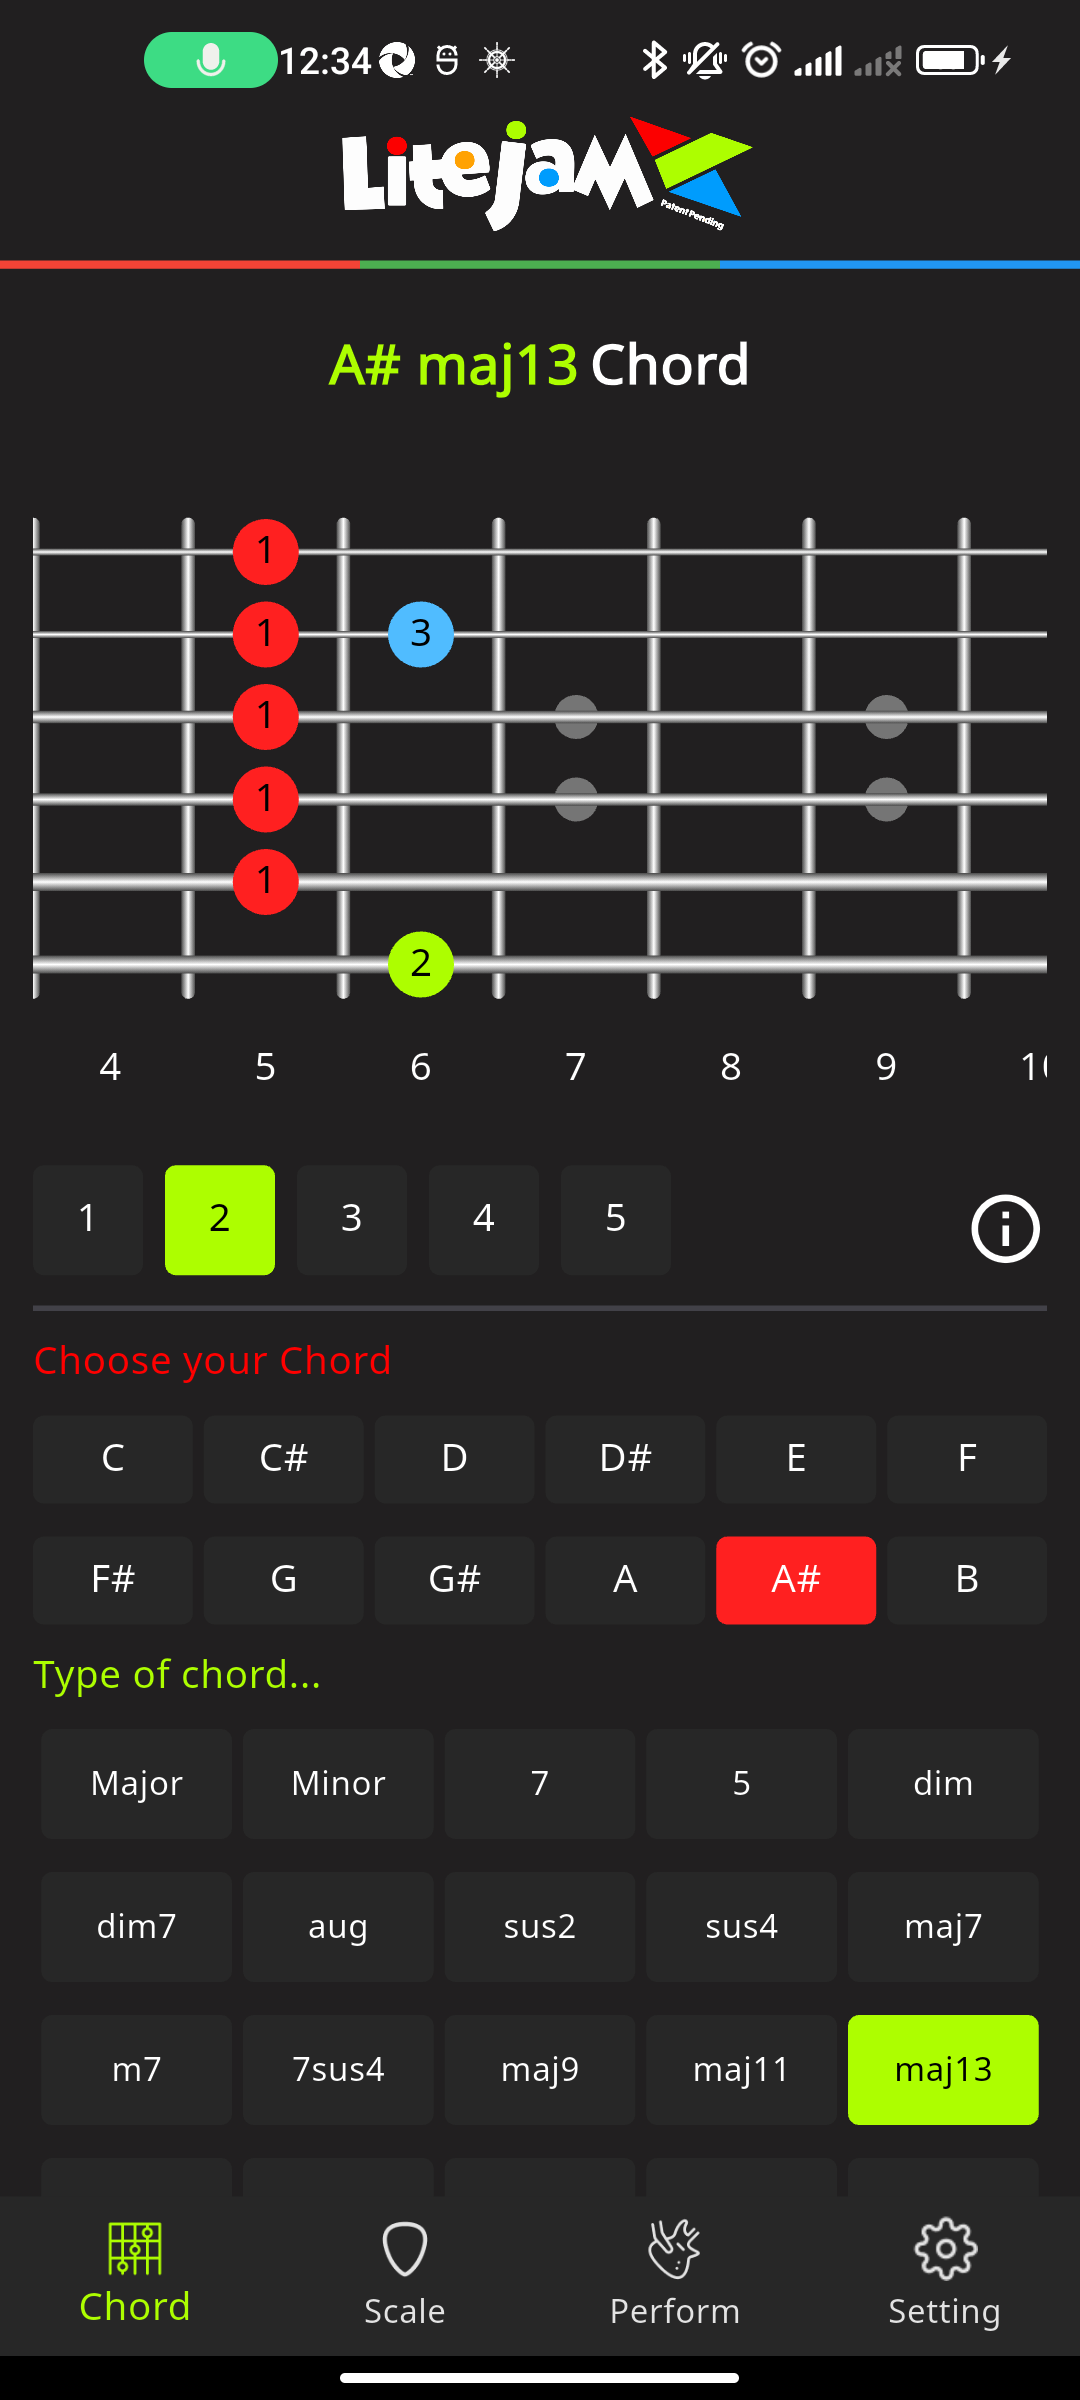 12:34
LiteJam
Patent Pending
A# maj13 Chord
1
1 3
1
1
1
2
4 5 6 7 8 9
1 2 3 4 5
Choose your Chord
C C# D D# E F
F# G G# A A# B
Type of chord...
Major Minor 7 5 dim
dim7 aug sus2 sus4 maj7
m7 7sus4 maj9 maj11 maj13
Chord Scale Perform Setting